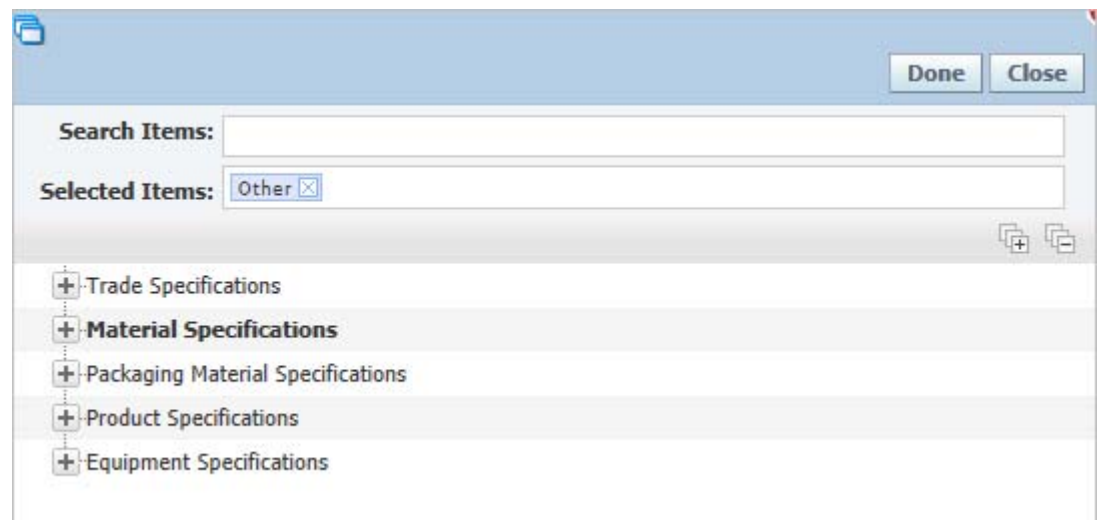 Done Close
Search Items:
Selected Items: Other
Trade Specifications
Material Specifications
Packaging Material Specifications
Product Specifications
Equipment Specifications